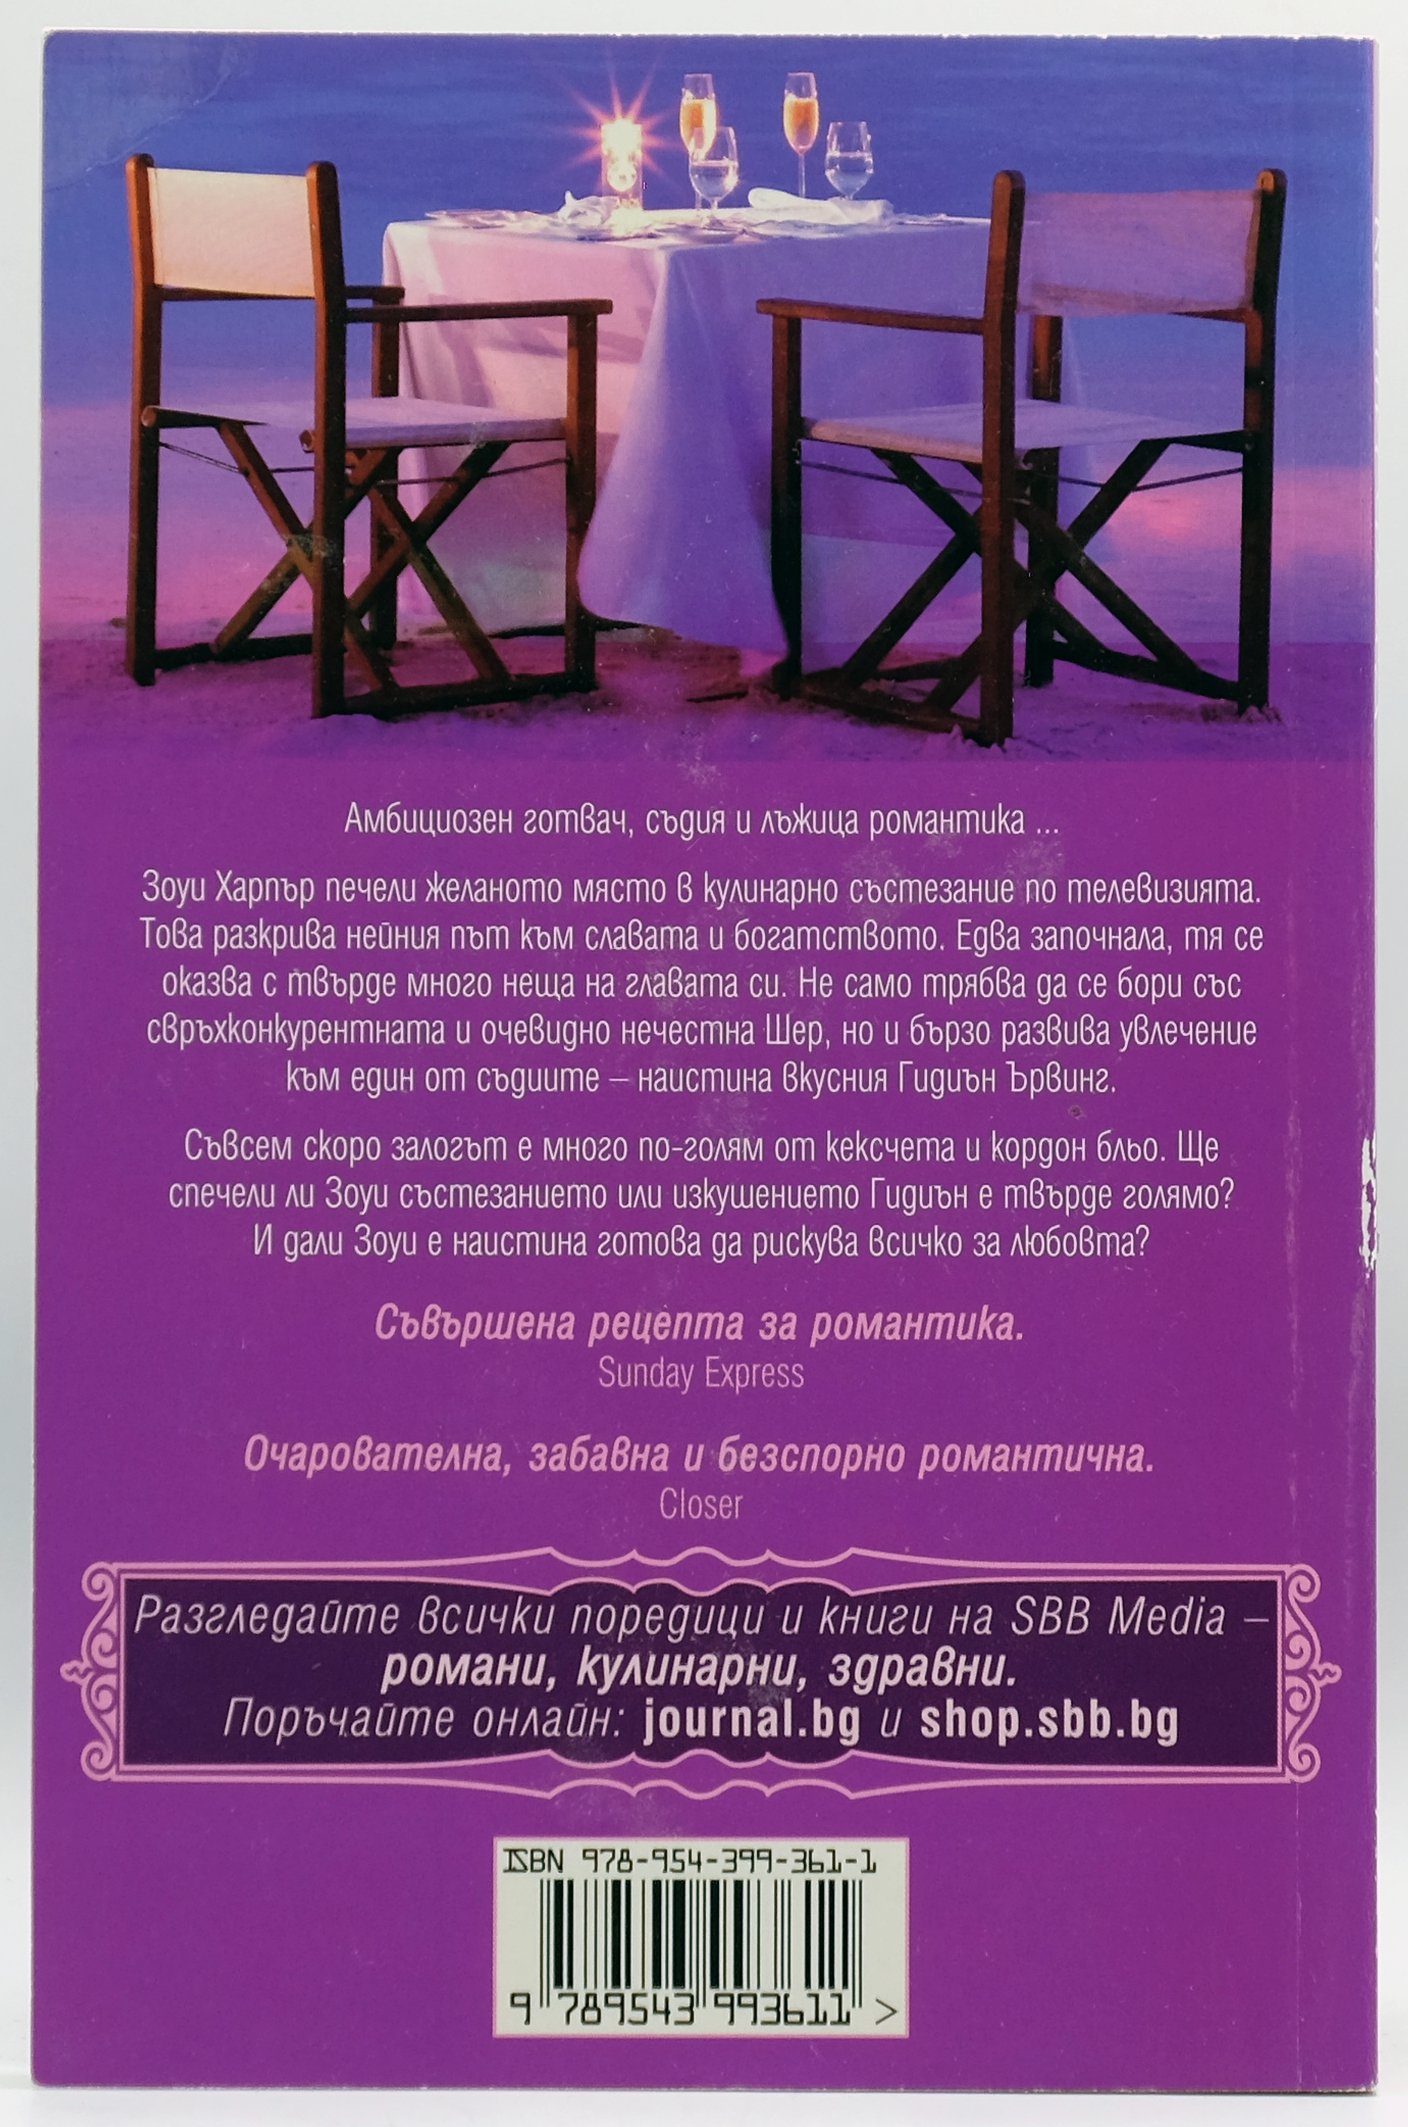 Амбициозен готвач, съдия и лъжица романтика ...
Зоуи Харпър печели желаното място в кулинарно състезание по телевизията.
Това разкрива нейния път към славата и богатството. Едва започнала, тя се
оказва с твърде много неща на главата си. Не само трябва да се бори със
свръхконкурентната и очевидно нечестна Шер, но и бързо развива увлечение
към един от съдиите – наистина вкусния Гидиън Ървинг.
Съвсем скоро залогът е много по-голям от кексчета и кордон бльо. Ще
спечели ли Зоуи състезанието или изкушението Гидиън е твърде голямо?
И дали Зоуи е наистина готова да рискува всичко за любовта?
Съвършена рецепта за романтика.
Sunday Express
Очарователна, забавна и безспорно романтична.
Closer
Разгледайте всички поредици и книги на SBB Media –
романи, кулинарни, здравни.
Поръчайте онлайн: journal.bg и shop.sbb.bg
ISBN 978-954-399-361-1
9 789543 993611 >